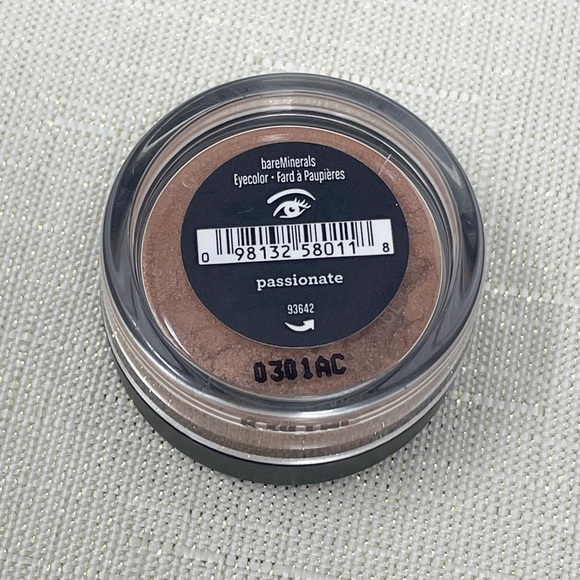 bareMinerals
Eyecolor • Fard à Paupières
0 98132 58011 8
passionate
93642
0301AC